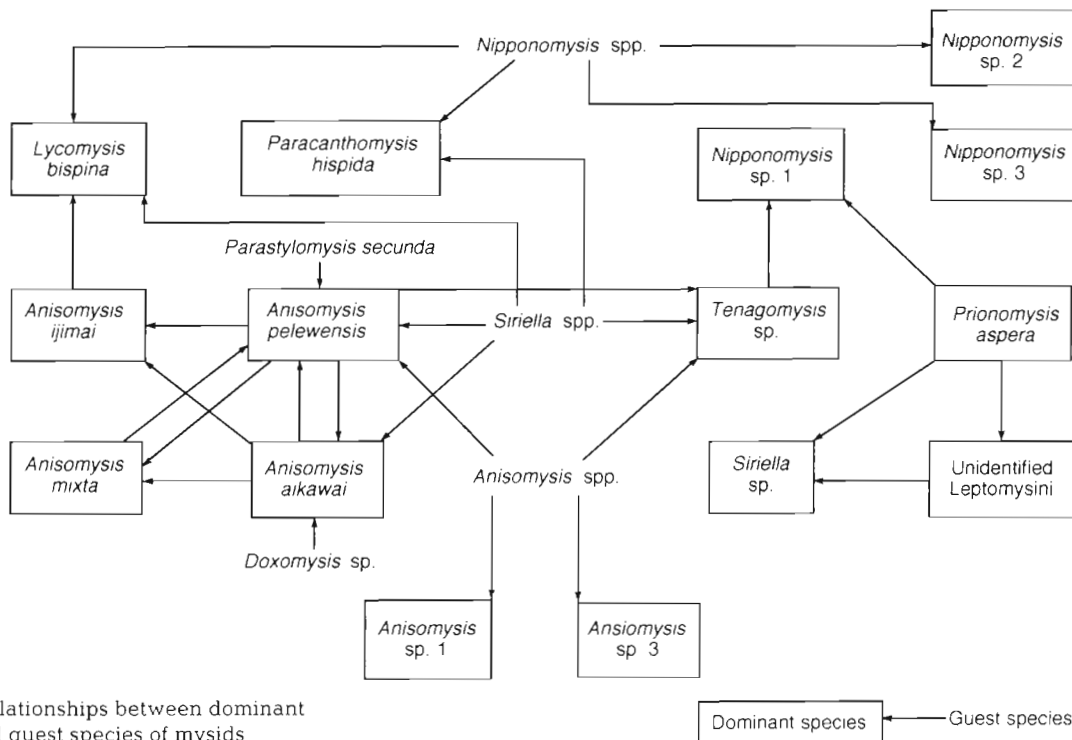 Nipponomysis spp.
Nipponomysis
sp. 2
Lycomysis
bispina
Paracanthomysis
hispida
Nipponomysis
sp. 1
Nipponomysis
sp. 3
Parastylomysis secunda
Anisomysis
ijimai
Anisomysis
pelewensis
Siriella spp.
Tenagomysis
sp.
Prionomysis
aspera
Anisomysis
mixta
Anisomysis
aikawai
Anisomysis spp.
Siriella
sp.
Unidentified
Leptomysini
Doxomysis sp.
Anisomysis
sp. 1
Ansiomysis
sp 3
elationships between dominant
guest species of mysids
Dominant species
Guest species